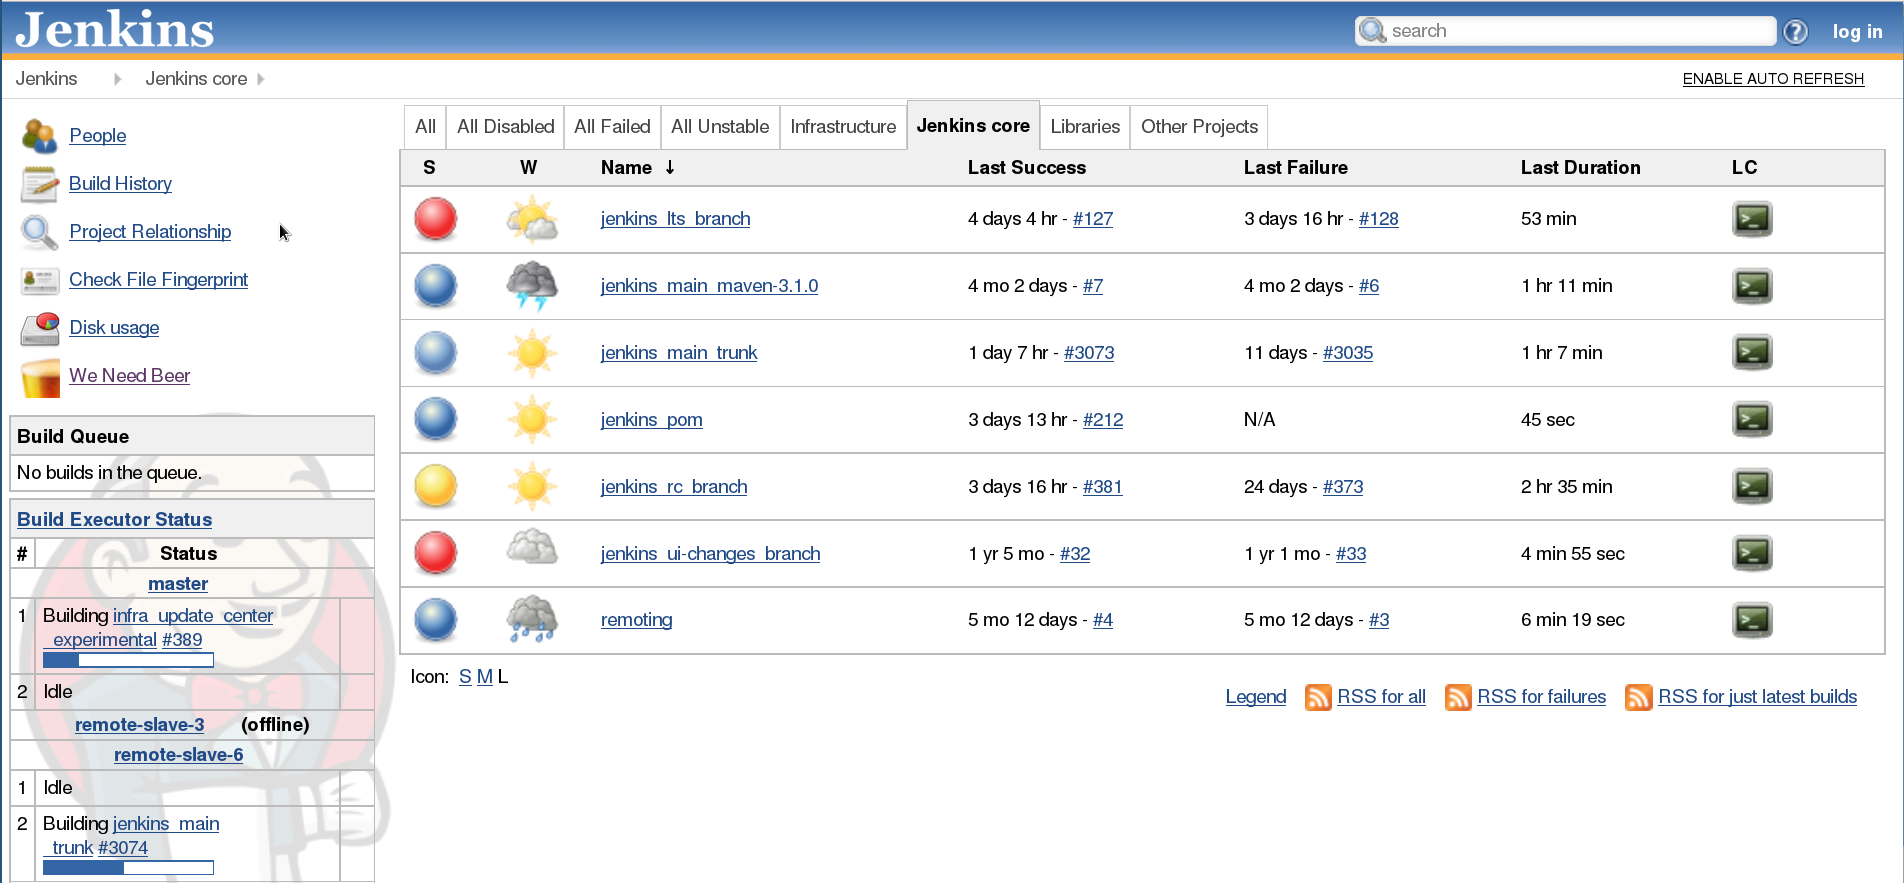 Jenkins
search
log in
Jenkins Jenkins core
ENABLE AUTO REFRESH
People
Build History
Project Relationship
Check File Fingerprint
Disk usage
We Need Beer
Build Queue
No builds in the queue.
Build Executor Status
# Status
master
1 Building infra_update_center
_experimental #389
2 Idle
remote-slave-3 (offline)
remote-slave-6
1 Idle
2 Building jenkins_main
_trunk #3074
All All Disabled All Failed All Unstable Infrastructure Jenkins core Libraries Other Projects
S W Name ↓ Last Success Last Failure Last Duration LC
jenkins_lts_branch 4 days 4 hr - #127 3 days 16 hr - #128 53 min
jenkins_main_maven-3.1.0 4 mo 2 days - #7 4 mo 2 days - #6 1 hr 11 min
jenkins_main_trunk 1 day 7 hr - #3073 11 days - #3035 1 hr 7 min
jenkins_pom 3 days 13 hr - #212 N/A 45 sec
jenkins_rc_branch 3 days 16 hr - #381 24 days - #373 2 hr 35 min
jenkins_ui-changes_branch 1 yr 5 mo - #32 1 yr 1 mo - #33 4 min 55 sec
remoting 5 mo 12 days - #4 5 mo 12 days - #3 6 min 19 sec
Icon: S M L
Legend RSS for all RSS for failures RSS for just latest builds